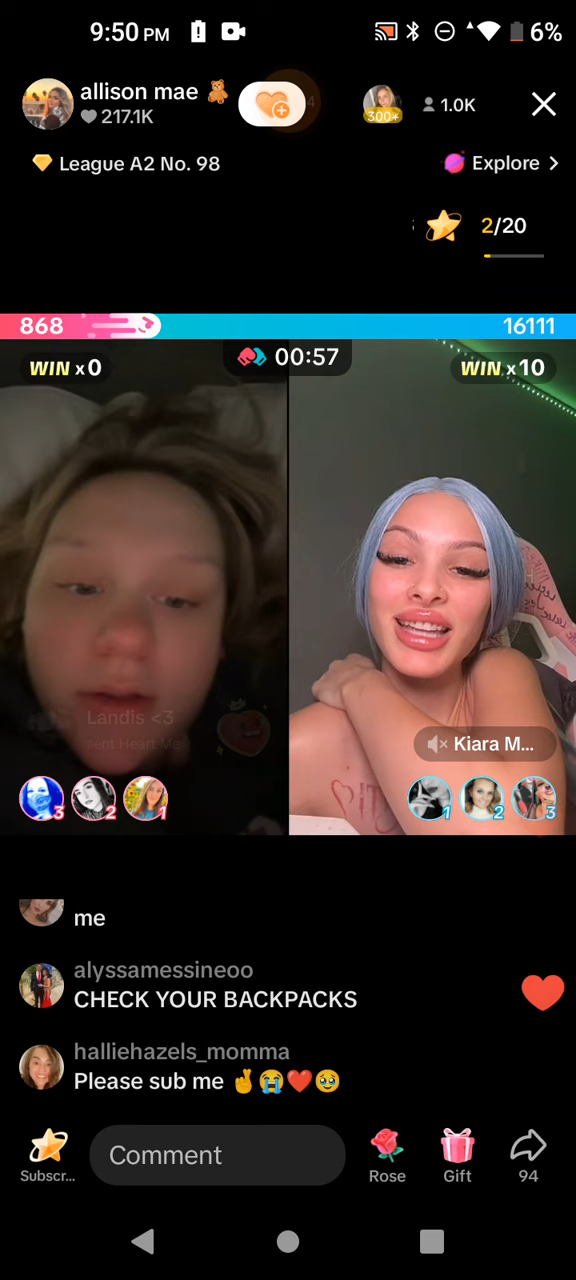 9:50 PM
6%
allison mae 🧸
217.1K
4
300+
1.0K
League A2 No. 98
Explore >
2/20
868
16111
WIN x0
00:57
WIN x10
Landis <3
sent Heart Me
Kiara M...
3
2
1
1
2
3
me
alyssamessineoo
CHECK YOUR BACKPACKS
halliehazels_momma
Please sub me 🤞😭❤️🥹
Comment
Subscr...
Rose
Gift
94